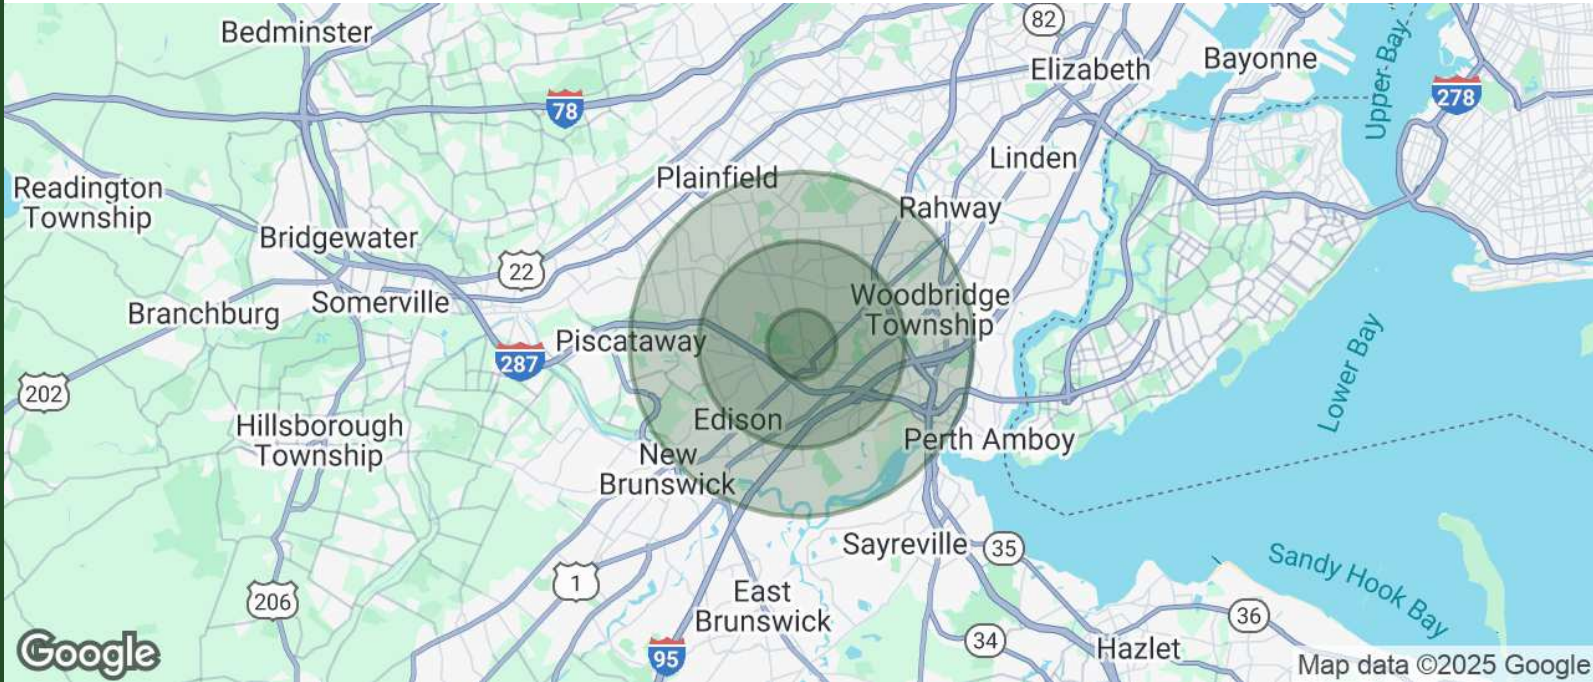 82
Bedminster
Bayonne
Elizabeth
Upper Bay
278
78
Linden
Plainfield
Readington
Township
Rahway
Bridgewater
22
Woodbridge
Township
Somerville
Branchburg
Piscataway
287
Lower Bay
202
Edison
Hillsborough
Township
Perth Amboy
New
Brunswick
Sayreville
35
Sandy Hook Bay
1
East
Brunswick
206
36
34
Hazlet
95
Google
Map data ©2025 Google